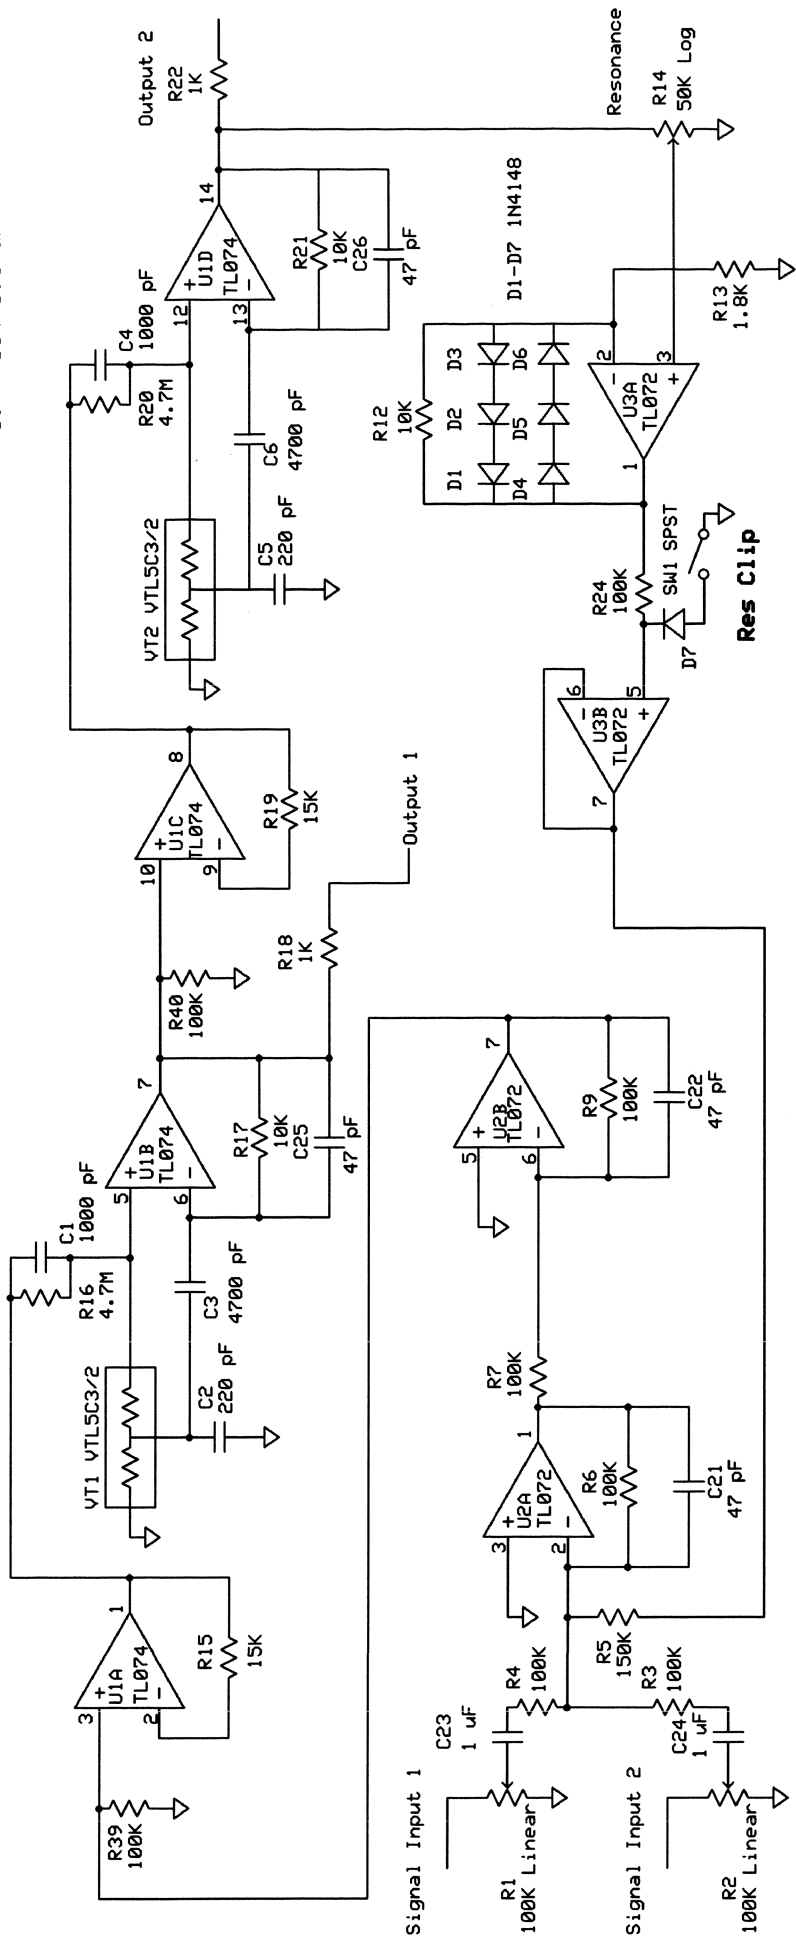 Signal Input 1
R1
100K Linear
C23
1 uF
R4
100K
Signal Input 2
R2
100K Linear
C24
1 uF
R3
100K
R5
150K
3
2
+
-
U2A
TL072
1
R6
100K
C21
47 pF
R7
100K
5
6
+
-
U2B
TL072
7
R9
100K
C22
47 pF
R39
100K
3
2
+
-
U1A
TL074
1
R15
15K
VT1 VTL5C3/2
C2
220 pF
R16
4.7M
C1
1000 pF
C3
4700 pF
5
6
+
-
U1B
TL074
7
R17
10K
C25
47 pF
R18
1K
Output 1
R40
100K
10
9
+
-
U1C
TL074
8
R19
15K
VT2 VTL5C3/2
C5
220 pF
R20
4.7M
C4
1000 pF
C6
4700 pF
12
13
+
-
U1D
TL074
14
R21
10K
C26
47 pF
R22
1K
Output 2
Resonance
R14
50K Log
R13
1.8K
2
3
-
+
U3A
TL072
1
R12
10K
D1
D2
D3
D4
D5
D6
D1-D7 1N4148
R24
100K
SW1 SPST
D7
Res Clip
6
5
-
+
U3B
TL072
7